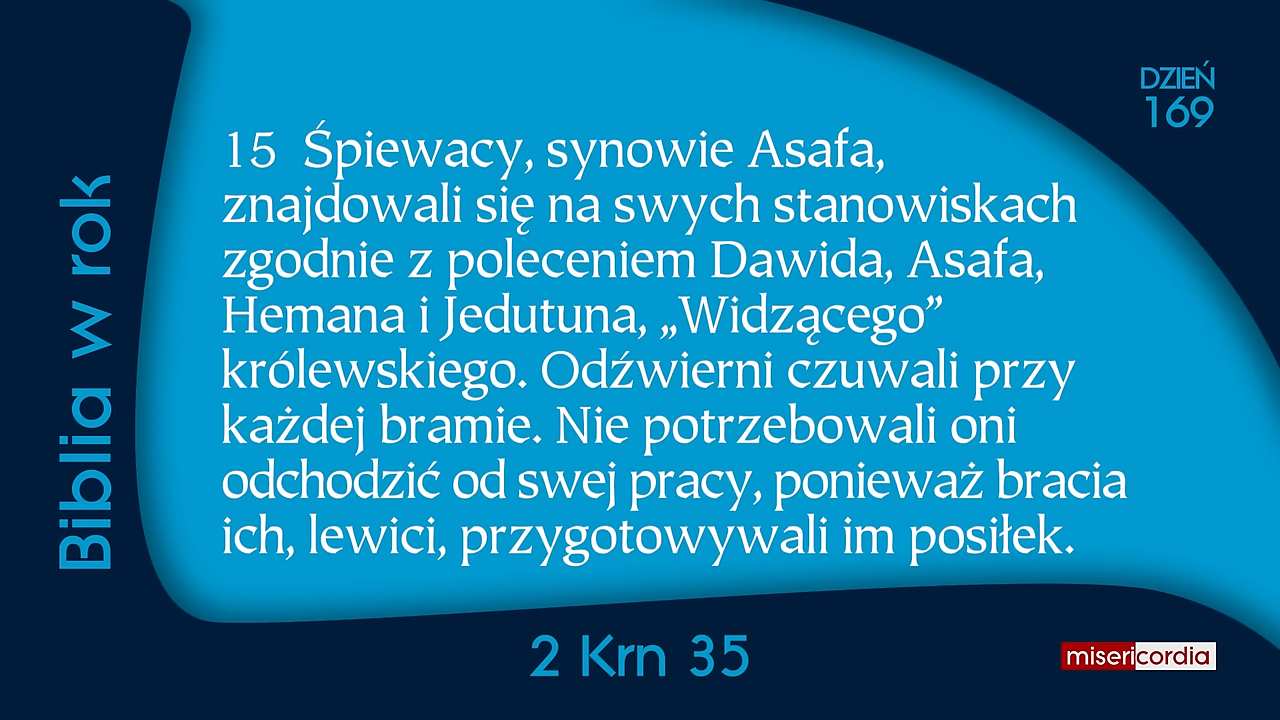 DZIEŃ
169
Biblia w rok
15 Śpiewacy, synowie Asafa,
znajdowali się na swych stanowiskach
zgodnie z poleceniem Dawida, Asafa,
Hemana i Jedutuna, „Widzącego”
królewskiego. Odźwierni czuwali przy
każdej bramie. Nie potrzebowali oni
odchodzić od swej pracy, ponieważ bracia
ich, lewici, przygotowywali im posiłek.
2 Krn 35
misericordia